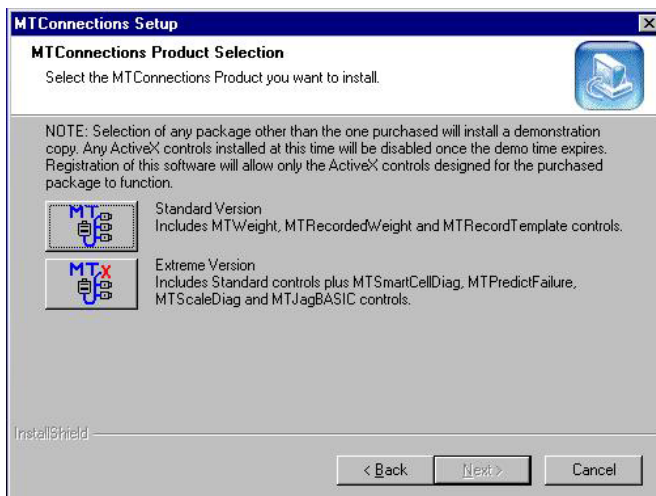 MTConnections Setup
MTConnections Product Selection
Select the MTConnections Product you want to install.
NOTE: Selection of any package other than the one purchased will install a demonstration
copy. Any ActiveX controls installed at this time will be disabled once the demo time expires.
Registration of this software will allow only the ActiveX controls designed for the purchased
package to function.
MT
Standard Version
Includes MTWeight, MTRecordedWeight and MTRecordTemplate controls.
MTX
Extreme Version
Includes Standard controls plus MTSmartCellDiag, MTPredictFailure,
MTScaleDiag and MTJagBASIC controls.
InstallShield
< Back
Next >
Cancel